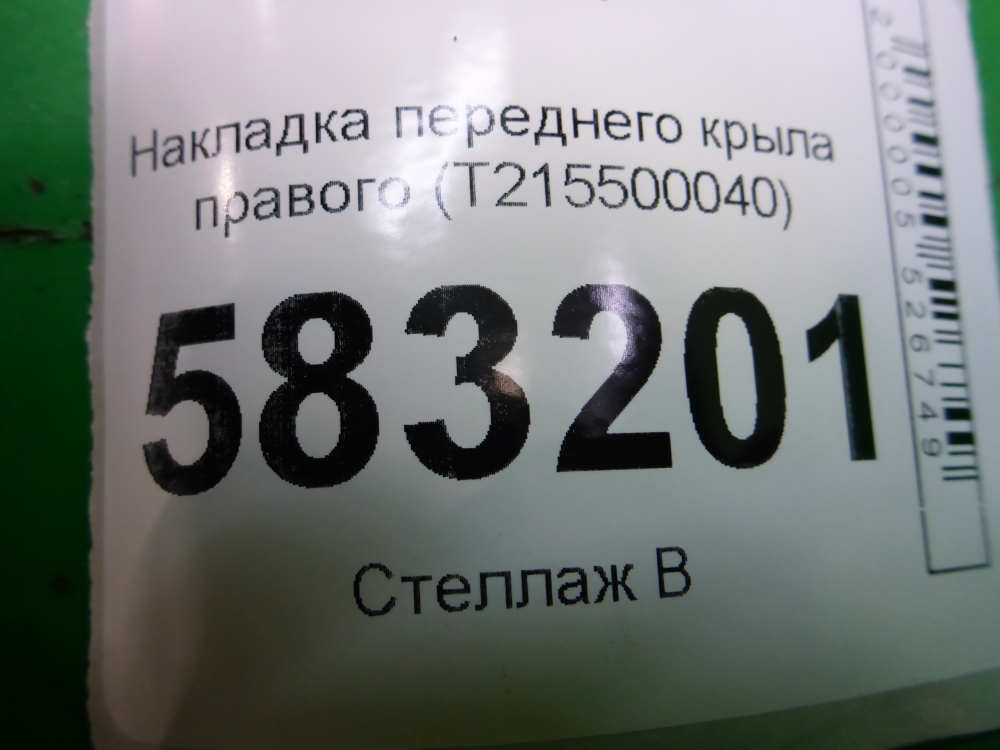 Накладка переднего крыла
правого (T215500040)
583201
Стеллаж B
2000005526749